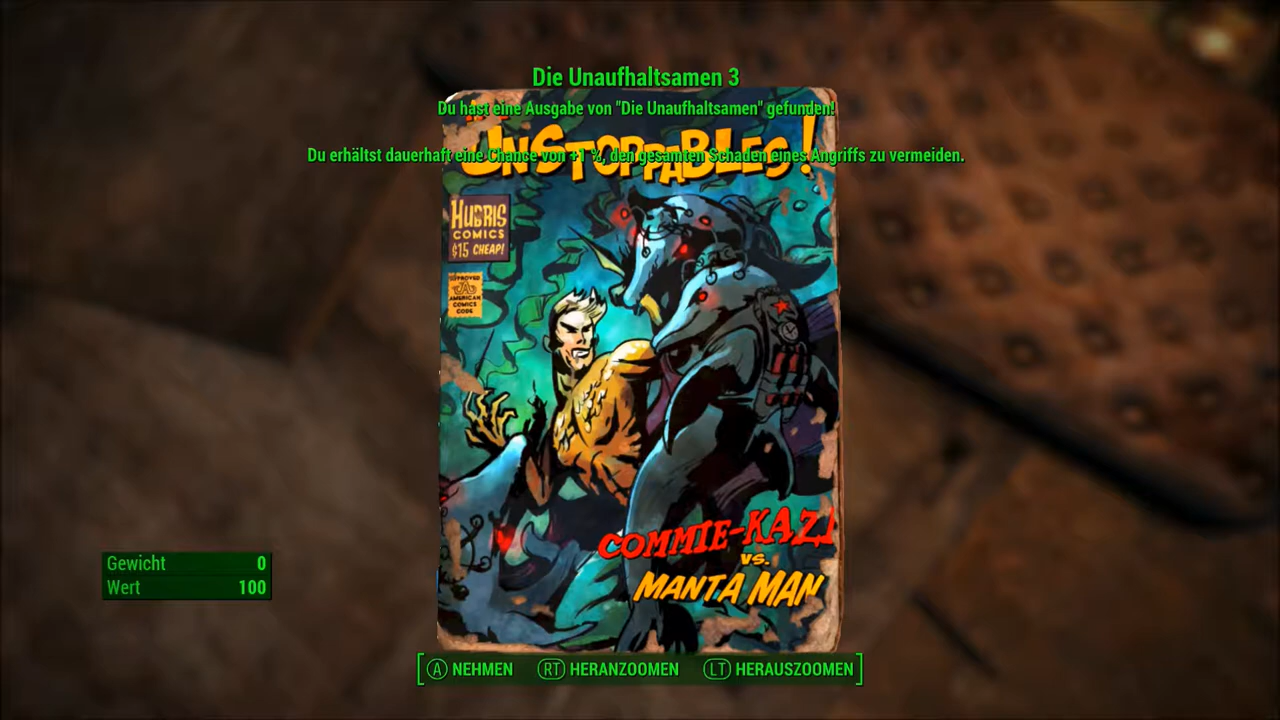 Die Unaufhaltsamen 3
Du hast eine Ausgabe von "Die Unaufhaltsamen" gefunden!
UNSTOPPABLES!
Du erhältst dauerhaft eine Chance von +1 %, den gesamten Schaden eines Angriffs zu vermeiden.
HUBRIS
COMICS
$15 CHEAP!
AMERICAN
COMICS
CODE
COMMIE-KAZI
VS.
MANTA MAN
Gewicht 0
Wert 100
A NEHMEN RT HERANZOOMEN LT HERAUSZOOMEN